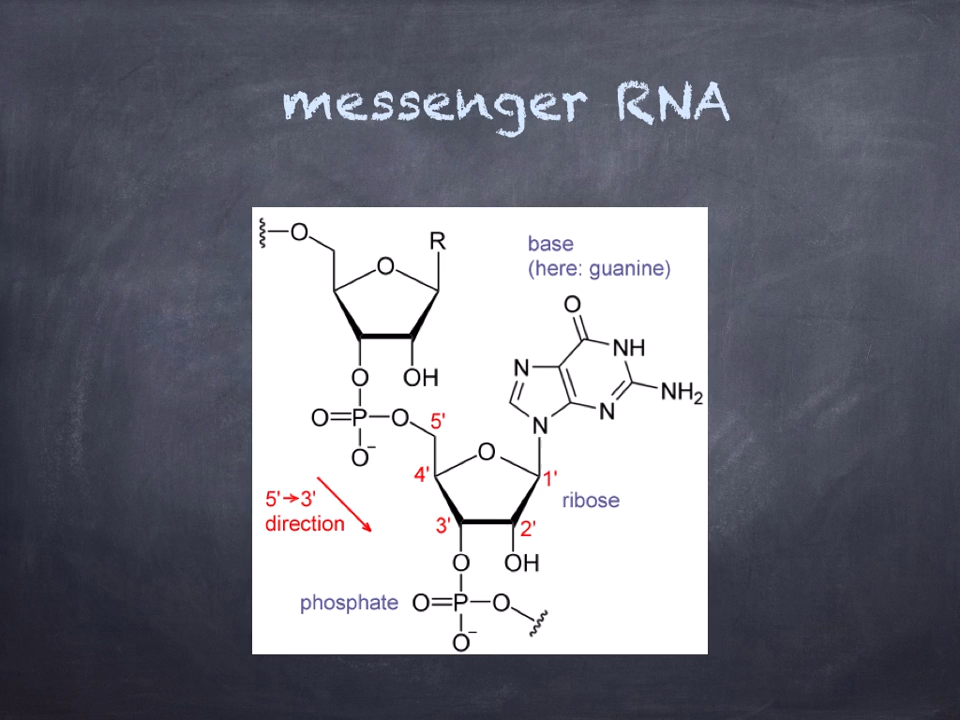 messenger RNA
O
R
O
base
(here: guanine)
O
NH
N
O
OH
NH2
N
O=P-O
5'
N
O-
O
4'
1'
5'→3'
ribose
direction
3'
2'
O
OH
phosphate
O=P-O
O-